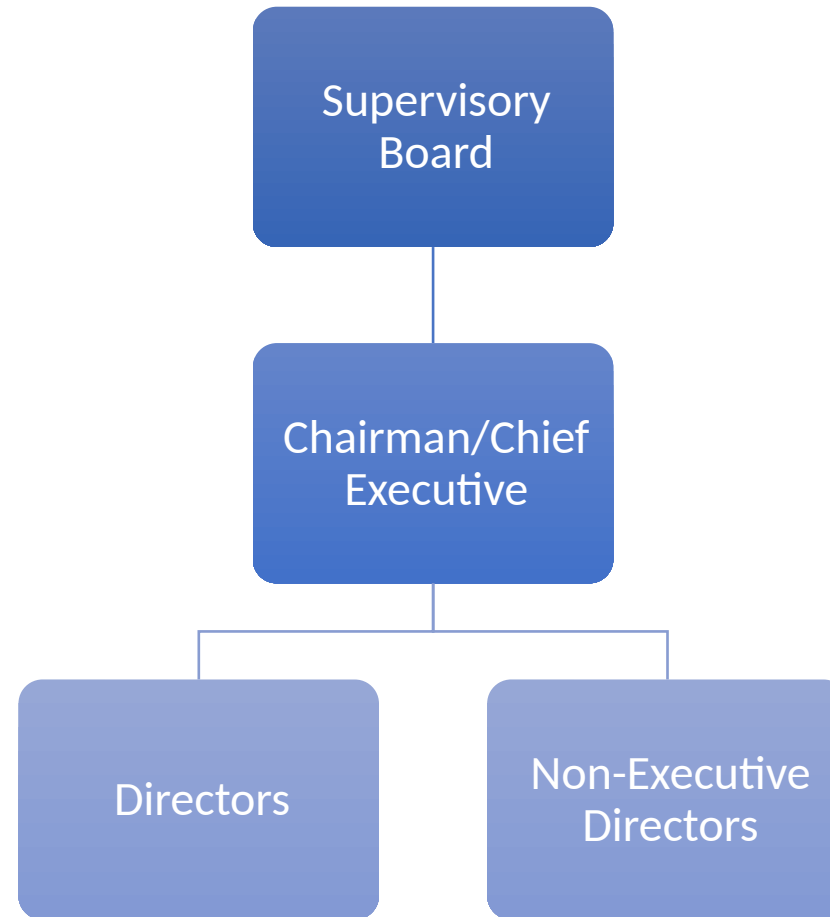 Supervisory
Board
Chairman/Chief
Executive
Directors
Non-Executive
Directors